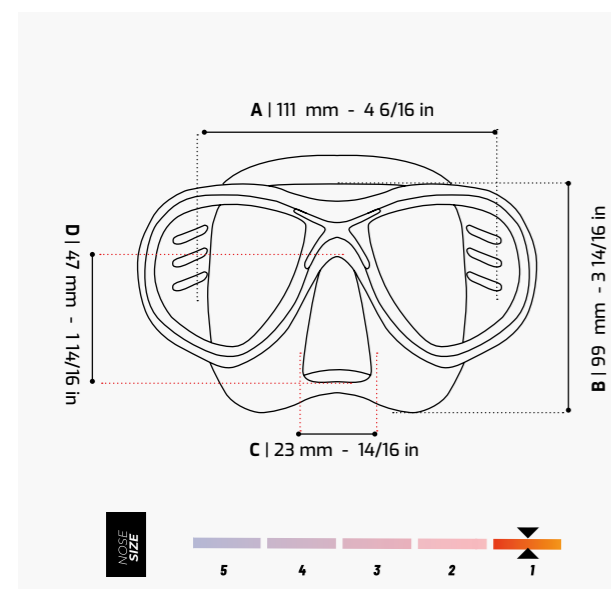 A | 111 mm - 4 6/16 in
D | 47 mm - 1 14/16 in
B | 99 mm - 3 14/16 in
C | 23 mm - 14/16 in
NOSE
SIZE
5 4 3 2 1